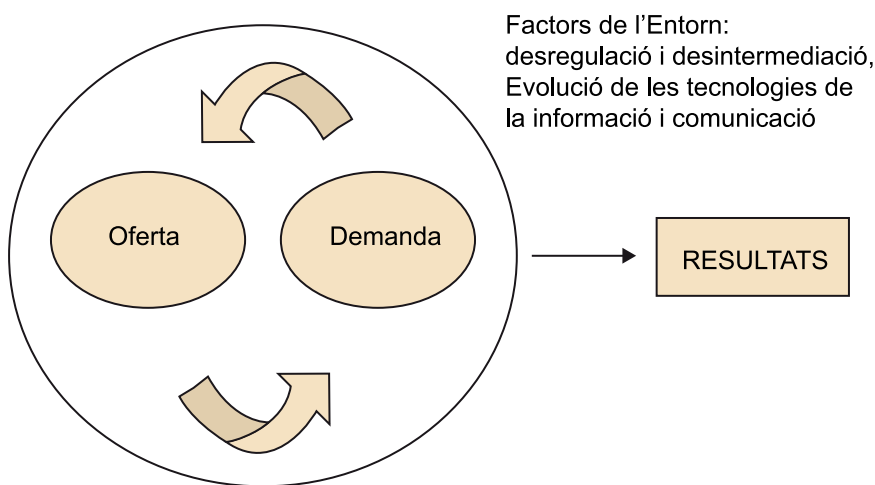 Factors de l’Entorn:
desregulació i desintermediació,
Evolució de les tecnologies de
la informació i comunicació
Oferta
Demanda
RESULTATS